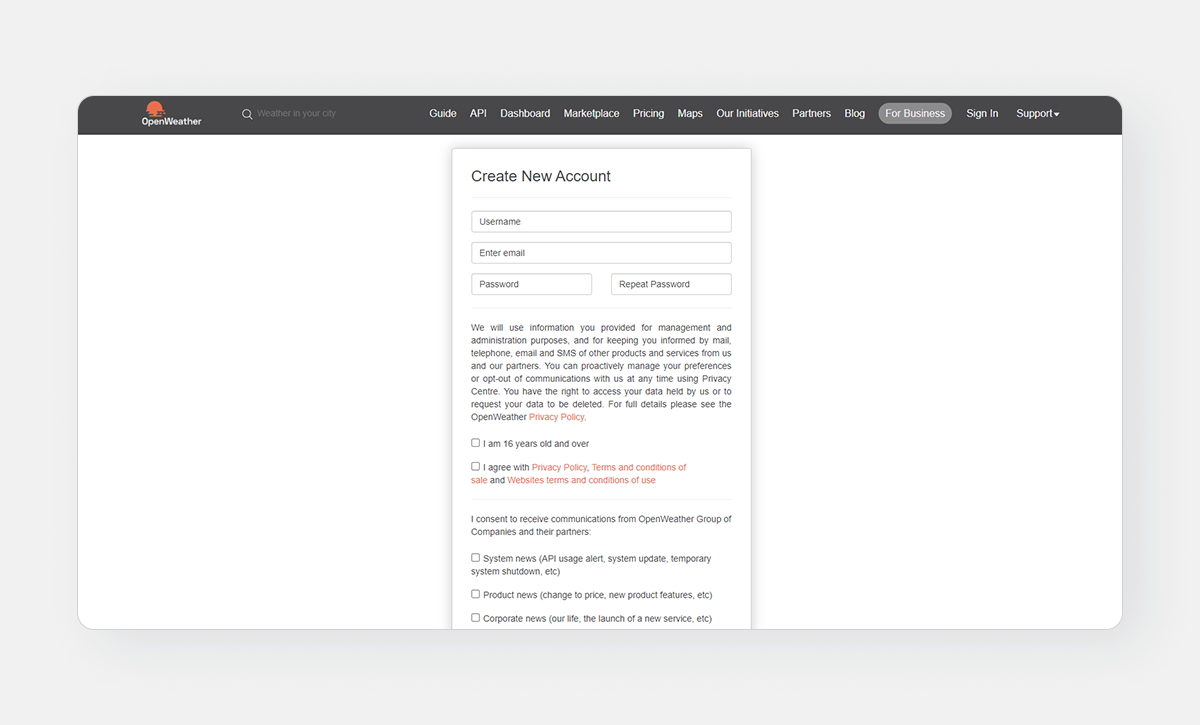 OpenWeather
Weather in your city
Guide API Dashboard Marketplace Pricing Maps Our Initiatives Partners Blog For Business Sign In Support
Create New Account
Username
Enter email
Password Repeat Password
We will use information you provided for management and
administration purposes, and for keeping you informed by mail,
telephone, email and SMS of other products and services from us
and our partners. You can proactively manage your preferences
or opt-out of communications with us at any time using Privacy
Centre. You have the right to access your data held by us or to
request your data to be deleted. For full details please see the
OpenWeather Privacy Policy.
I am 16 years old and over
I agree with Privacy Policy, Terms and conditions of
sale and Websites terms and conditions of use
I consent to receive communications from OpenWeather Group of
Companies and their partners:
System news (API usage alert, system update, temporary
system shutdown, etc)
Product news (change to price, new product features, etc)
Corporate news (our life, the launch of a new service, etc)